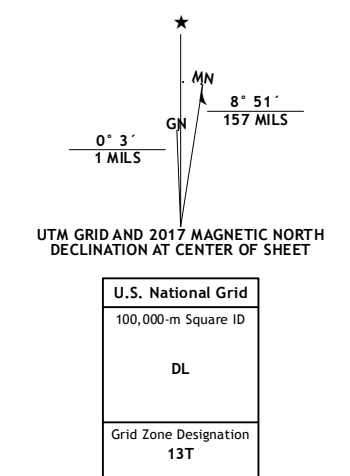 MN
8° 51´
157 MILS
GN
0° 3´
1 MILS
UTM GRID AND 2017 MAGNETIC NORTH
DECLINATION AT CENTER OF SHEET
U.S. National Grid
100,000-m Square ID
DL
Grid Zone Designation
13T